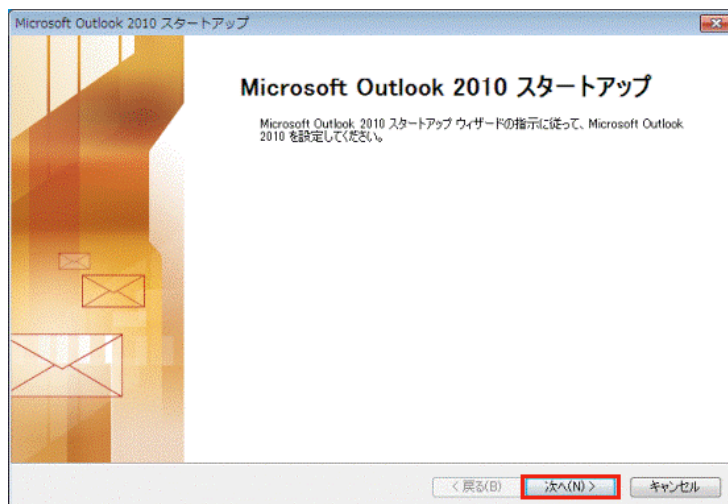 Microsoft Outlook 2010 スタートアップ
Microsoft Outlook 2010 スタートアップ
Microsoft Outlook 2010 スタートアップ ウィザードの指示に従って、Microsoft Outlook
2010 を設定してください。
< 戻る(B) 次へ(N) > キャンセル